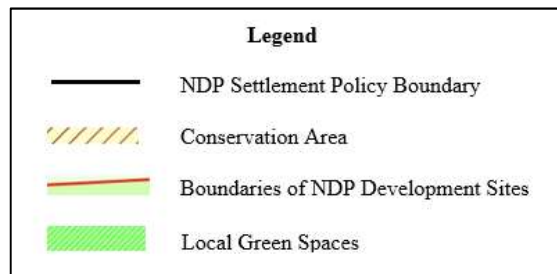 Legend
NDP Settlement Policy Boundary
Conservation Area
Boundaries of NDP Development Sites
Local Green Spaces